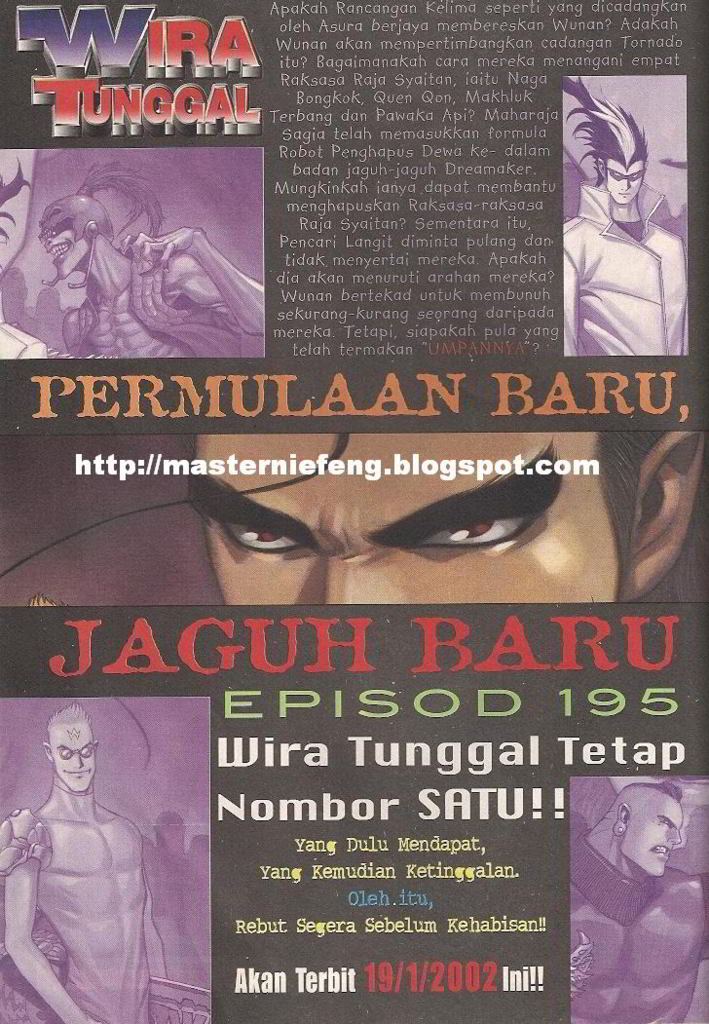 WIRA
TUNGGAL
Apakah Rancangan Kelima seperti yang dicadangkan
oleh Asura berjaya membereskan Wunan? Adakah
Wunan akan mempertimbangkan cadangan Tornado
itu? Bagaimanakah cara mereka menangani empat
Raksasa Raja Syaitan, iaitu Naga
Bongkok, Quen Qon, Makhluk
Terbang dan Pawaka Api? Maharaja
Sagia telah memasukkan formula
Robot Penghapus Dewa ke- dalam
badan jaguh-jaguh Dreamaker.
Mungkinkah ianya dapat membantu
menghapuskan Raksasa-raksasa
Raja Syaitan? Sementara itu,
Pencari Langit diminta pulang dan
tidak menyertai mereka. Apakah
dia akan menuruti arahan mereka?
Wunan bertekad untuk membunuh
sekurang-kurang seorang daripada
mereka. Tetapi, siapakah pula yang
telah termakan "UMPANNYA"?
PERMULAAN BARU,
http://masterniefeng.blogspot.com
JAGUH BARU
EPISOD 195
Wira Tunggal Tetap
Nombor SATU!!
Yang Dulu Mendapat,
Yang Kemudian Ketinggalan.
Oleh.itu,
Rebut Segera Sebelum Kehabisan!!
Akan Terbit 19/1/2002 Ini!!